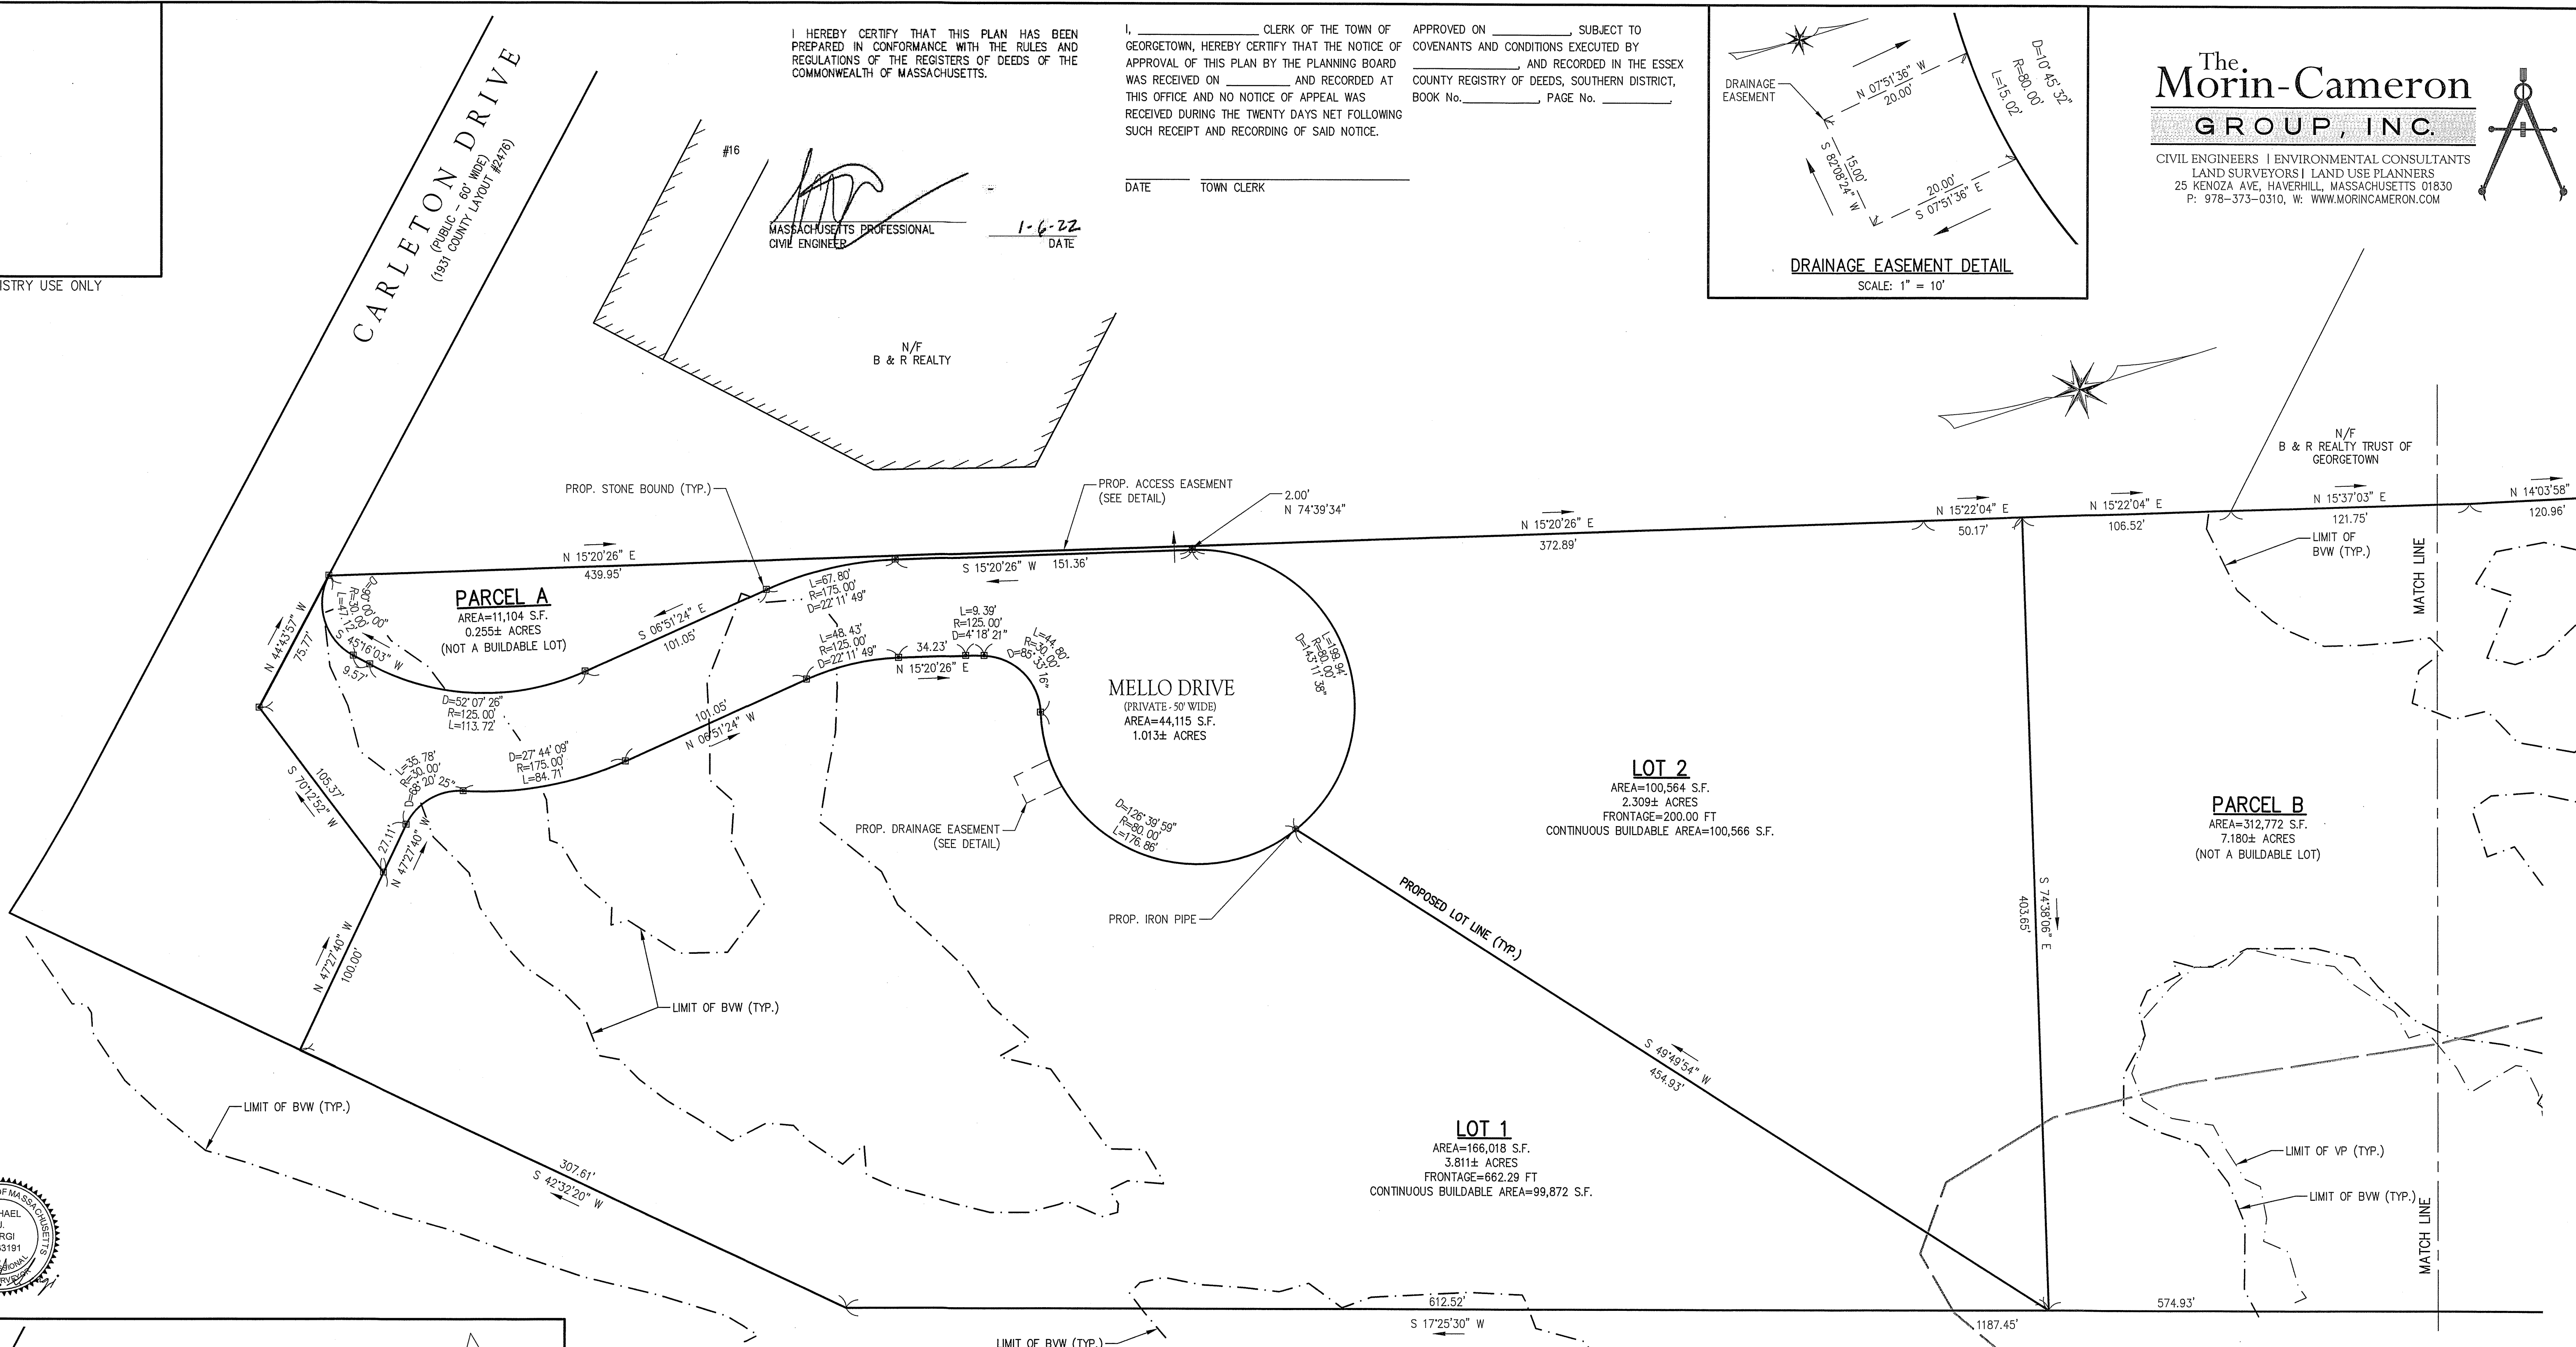 ISTRY USE ONLY
CARLETON DRIVE
(PUBLIC - 60' WIDE)
(1931 COUNTY LAYOUT #2476)
I HEREBY CERTIFY THAT THIS PLAN HAS BEEN
PREPARED IN CONFORMANCE WITH THE RULES AND
REGULATIONS OF THE REGISTERS OF DEEDS OF THE
COMMONWEALTH OF MASSACHUSETTS.
MASSACHUSETTS PROFESSIONAL
CIVIL ENGINEER
1-6-22
DATE
I, ____________ CLERK OF THE TOWN OF
GEORGETOWN, HEREBY CERTIFY THAT THE NOTICE OF
APPROVAL OF THIS PLAN BY THE PLANNING BOARD
WAS RECEIVED ON ________ AND RECORDED AT
THIS OFFICE AND NO NOTICE OF APPEAL WAS
RECEIVED DURING THE TWENTY DAYS NET FOLLOWING
SUCH RECEIPT AND RECORDING OF SAID NOTICE.
DATE TOWN CLERK
APPROVED ON ________, SUBJECT TO
COVENANTS AND CONDITIONS EXECUTED BY
____________, AND RECORDED IN THE ESSEX
COUNTY REGISTRY OF DEEDS, SOUTHERN DISTRICT,
BOOK No. ________, PAGE No. ________.
DRAINAGE
EASEMENT
N 07°51'36" W
20.00'
D=10°45'32"
R=80.00'
L=15.02'
15.00'
S 82°08'24" W
20.00'
S 07°51'36" E
DRAINAGE EASEMENT DETAIL
SCALE: 1" = 10'
The
Morin-Cameron
GROUP, INC.
CIVIL ENGINEERS | ENVIRONMENTAL CONSULTANTS
LAND SURVEYORS | LAND USE PLANNERS
25 KENOZA AVE, HAVERHILL, MASSACHUSETTS 01830
P: 978-373-0310, W: WWW.MORINCAMERON.COM
#16
N/F
B & R REALTY
N/F
B & R REALTY TRUST OF
GEORGETOWN
PROP. STONE BOUND (TYP.)
PROP. ACCESS EASEMENT
(SEE DETAIL)
2.00'
N 74°39'34"
N 15°20'26" E
439.95'
S 15°20'26" W
151.36'
N 15°20'26" E
372.89'
N 15°22'04" E
50.17'
N 15°22'04" E
106.52'
N 15°37'03" E
121.75'
N 14°03'58"
120.96'
LIMIT OF
BVW (TYP.)
MATCH LINE
PARCEL A
AREA=11,104 S.F.
0.255± ACRES
(NOT A BUILDABLE LOT)
D=90°00'00"
R=30.00'
L=47.12'
N 44°43'57" W
75.77'
S 45°16'03" W
9.57'
D=52°07'26"
R=125.00'
L=113.72'
S 06°51'24" E
101.05'
L=67.80'
R=175.00'
D=22°11'49"
L=48.43'
R=125.00'
D=22°11'49"
34.23'
N 15°20'26" E
L=9.39'
R=125.00'
D=4°18'21"
L=44.80'
R=30.00'
D=85°33'16"
L=199.94'
R=80.00'
D=143°11'38"
MELLO DRIVE
(PRIVATE - 50' WIDE)
AREA=44,115 S.F.
1.013± ACRES
101.05'
N 06°51'24" W
D=27°44'09"
R=175.00'
L=84.71'
L=35.78'
R=30.00'
D=68°20'25"
105.37'
S 70°12'52" W
27.11'
N 47°27'40" W
N 47°27'40" W
100.00'
PROP. DRAINAGE EASEMENT
(SEE DETAIL)
D=126°39'59"
R=80.00'
L=176.86'
PROP. IRON PIPE
PROPOSED LOT LINE (TYP.)
LOT 2
AREA=100,564 S.F.
2.309± ACRES
FRONTAGE=200.00 FT
CONTINUOUS BUILDABLE AREA=100,566 S.F.
S 74°38'06" E
403.65'
PARCEL B
AREA=312,772 S.F.
7.180± ACRES
(NOT A BUILDABLE LOT)
LIMIT OF BVW (TYP.)
LIMIT OF BVW (TYP.)
S 49°49'54" W
454.93'
LOT 1
AREA=166,018 S.F.
3.811± ACRES
FRONTAGE=662.29 FT
CONTINUOUS BUILDABLE AREA=99,872 S.F.
LIMIT OF VP (TYP.)
LIMIT OF BVW (TYP.)
MATCH LINE
307.61'
S 42°32'20" W
612.52'
S 17°25'30" W
574.93'
1187.45'
LIMIT OF BVW (TYP.)
OF MASSACHUSETTS
HAEL
J.
RGI
63191